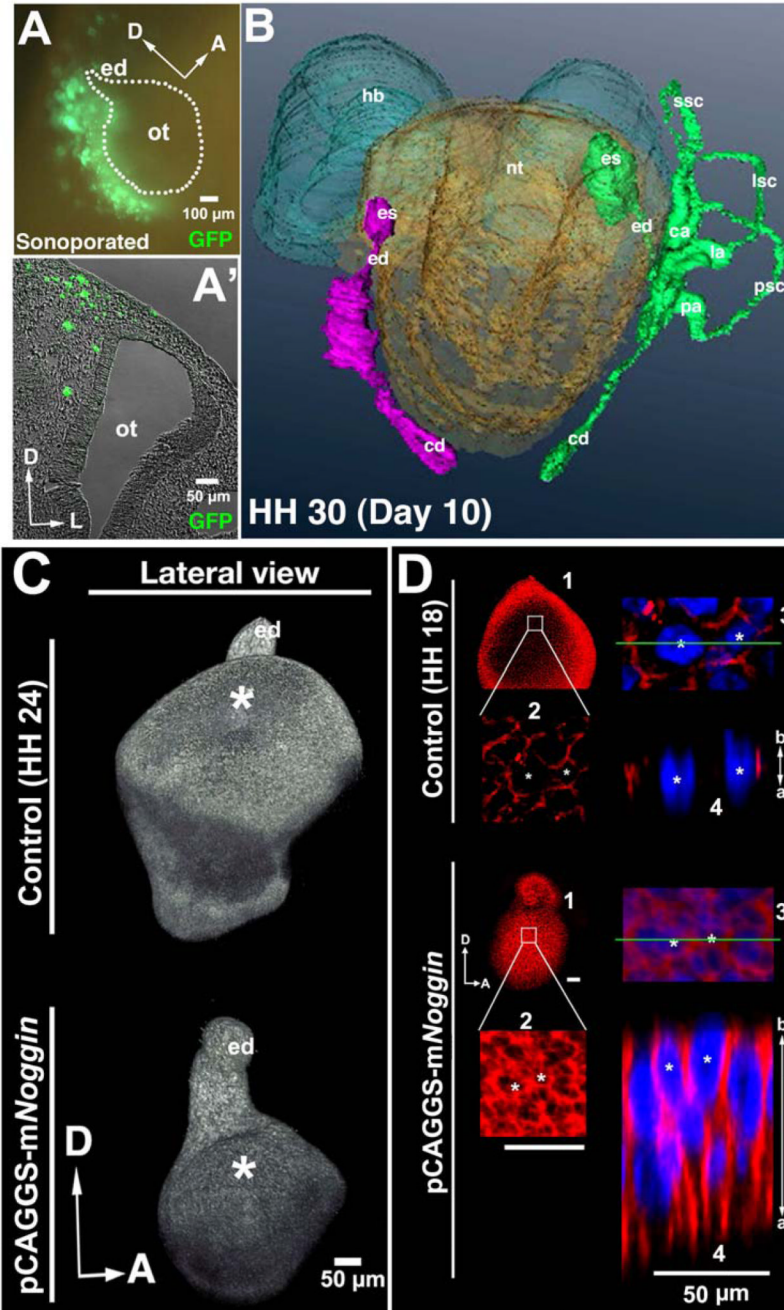 A
D
A
ed
ot
100 µm
Sonoporated
GFP
A'
ot
D
L
50 µm
GFP
B
hb
nt
es
ed
cd
es
ed
ssc
lsc
ca
la
psc
pa
cd
HH 30 (Day 10)
C
Lateral view
Control (HH 24)
ed
*
pCAGGS-mNoggin
ed
*
D
A
50 µm
D
Control (HH 18)
1
2
* *
3
* *
b
a
* *
4
pCAGGS-mNoggin
1
D
A
2
* *
3
* *
b
a
* *
4
50 µm